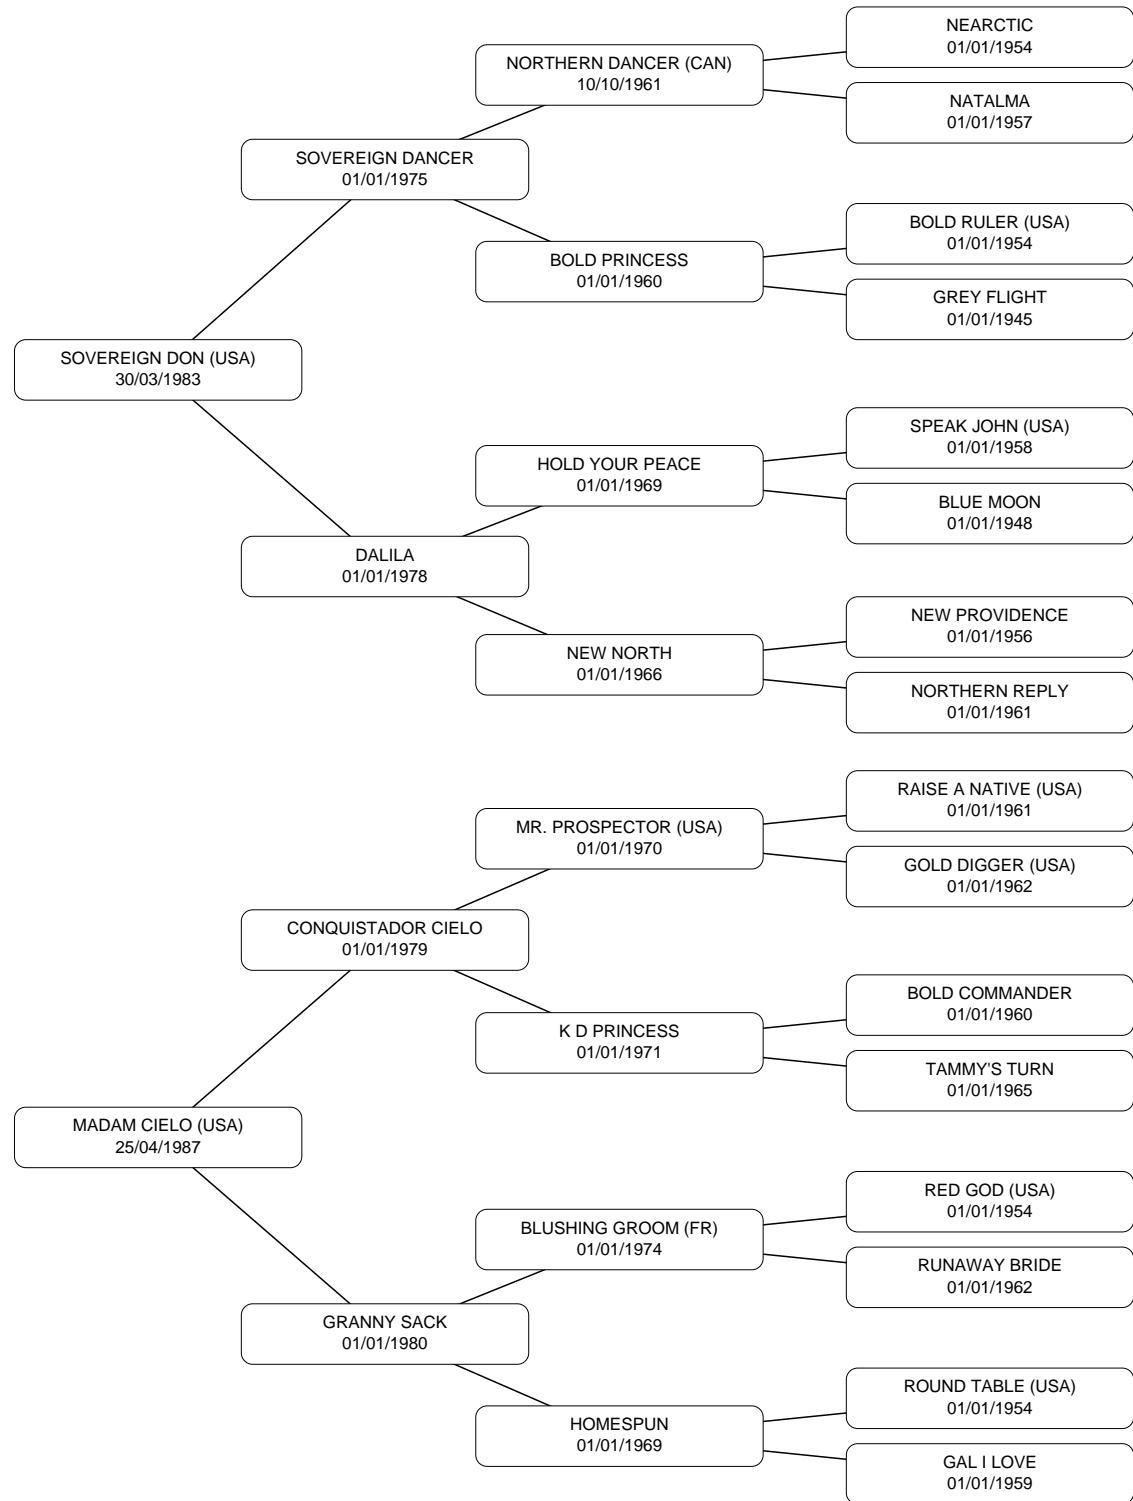 NEARCTIC
01/01/1954
NORTHERN DANCER (CAN)
10/10/1961
NATALMA
01/01/1957
SOVEREIGN DANCER
01/01/1975
BOLD RULER (USA)
01/01/1954
BOLD PRINCESS
01/01/1960
GREY FLIGHT
01/01/1945
SOVEREIGN DON (USA)
30/03/1983
SPEAK JOHN (USA)
01/01/1958
HOLD YOUR PEACE
01/01/1969
BLUE MOON
01/01/1948
DALILA
01/01/1978
NEW PROVIDENCE
01/01/1956
NEW NORTH
01/01/1966
NORTHERN REPLY
01/01/1961
RAISE A NATIVE (USA)
01/01/1961
MR. PROSPECTOR (USA)
01/01/1970
GOLD DIGGER (USA)
01/01/1962
CONQUISTADOR CIELO
01/01/1979
BOLD COMMANDER
01/01/1960
K D PRINCESS
01/01/1971
TAMMY'S TURN
01/01/1965
MADAM CIELO (USA)
25/04/1987
RED GOD (USA)
01/01/1954
BLUSHING GROOM (FR)
01/01/1974
RUNAWAY BRIDE
01/01/1962
GRANNY SACK
01/01/1980
ROUND TABLE (USA)
01/01/1954
HOMESPUN
01/01/1969
GAL I LOVE
01/01/1959